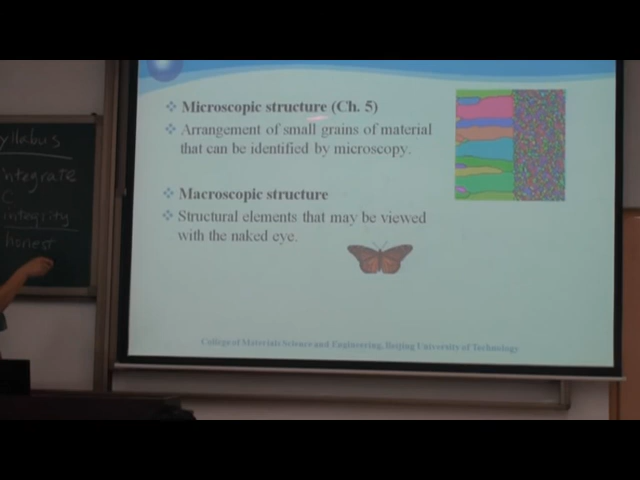 Microscopic structure (Ch. 5)
Arrangement of small grains of material
that can be identified by microscopy.
Macroscopic structure
Structural elements that may be viewed
with the naked eye.
College of Materials Science and Engineering, Beijing University of Technology
yllabus
ntegrate
C
integrity
honest